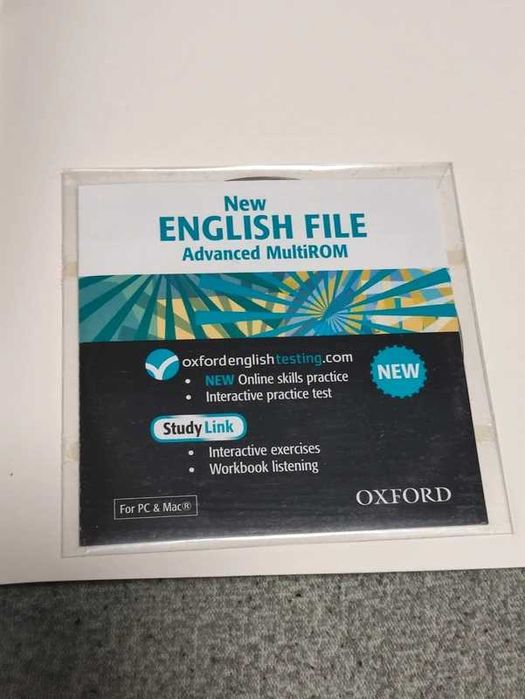 New
ENGLISH FILE
Advanced MultiROM
oxfordenglishtesting.com
• NEW Online skills practice
• Interactive practice test
NEW
Study Link
• Interactive exercises
• Workbook listening
For PC & Mac®
OXFORD